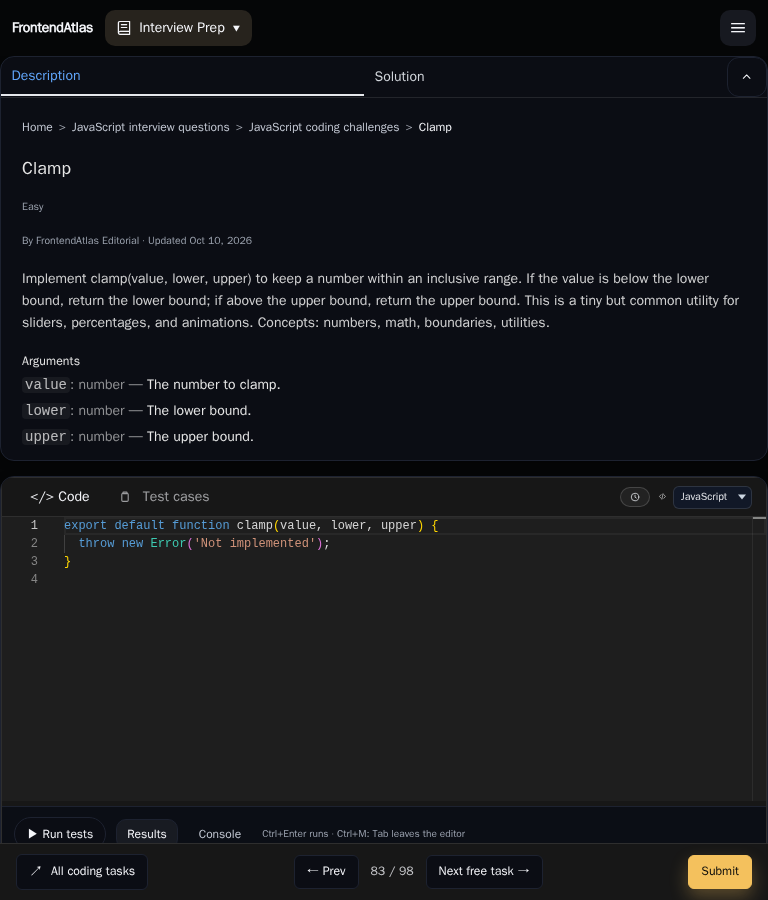 FrontendAtlas
Interview Prep ▼
Description
Solution
Home > JavaScript interview questions > JavaScript coding challenges > Clamp
Clamp
Easy
By FrontendAtlas Editorial · Updated Oct 10, 2026
Implement clamp(value, lower, upper) to keep a number within an inclusive range. If the value is below the lower
bound, return the lower bound; if above the upper bound, return the upper bound. This is a tiny but common utility for
sliders, percentages, and animations. Concepts: numbers, math, boundaries, utilities.
Arguments
value: number — The number to clamp.
lower: number — The lower bound.
upper: number — The upper bound.
</> Code
Test cases
JavaScript
1 export default function clamp(value, lower, upper) {
2 throw new Error('Not implemented');
3 }
4
▶ Run tests
Results
Console
Ctrl+Enter runs · Ctrl+M: Tab leaves the editor
↗ All coding tasks
← Prev
83 / 98
Next free task →
Submit